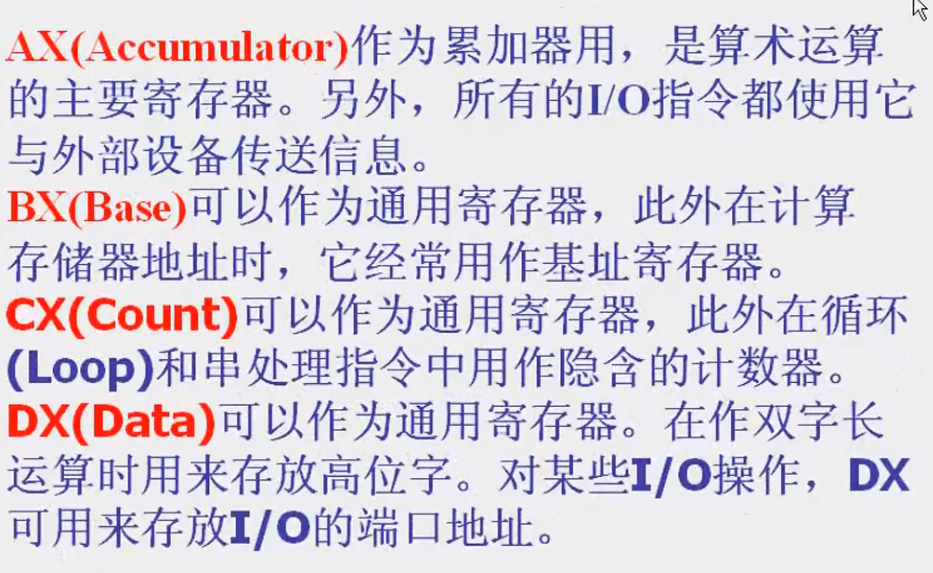 AX(Accumulator)作为累加器用，是算术运算
的主要寄存器。另外，所有的I/O指令都使用它
与外部设备传送信息。
BX(Base)可以作为通用寄存器，此外在计算
存储器地址时，它经常用作基址寄存器。
CX(Count)可以作为通用寄存器，此外在循环
(Loop)和串处理指令中用作隐含的计数器。
DX(Data)可以作为通用寄存器。在作双字长
运算时用来存放高位字。对某些I/O操作，DX
可用来存放I/O的端口地址。